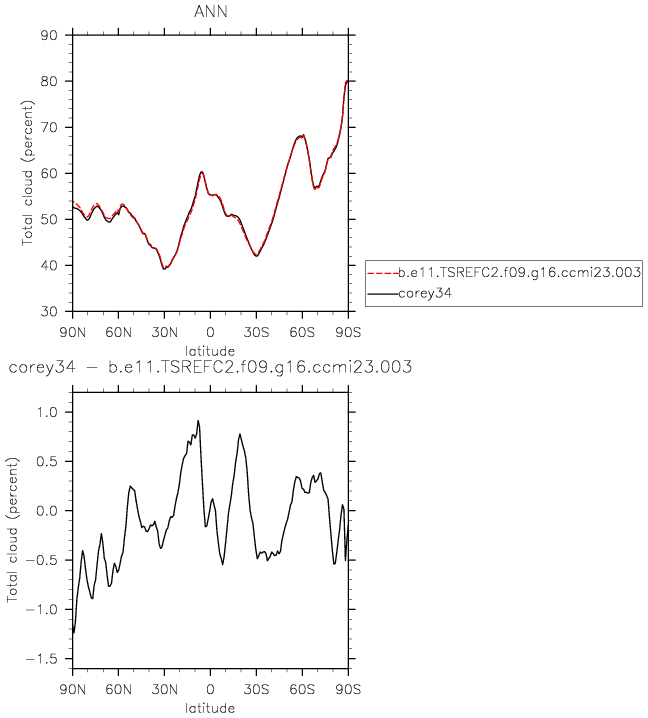 ANN
Total cloud (percent)
90
80
70
60
50
40
30
90N 60N 30N 0 30S 60S 90S
latitude
b.e11.TSREFC2.f09.g16.ccmi23.003
corey34
corey34 − b.e11.TSREFC2.f09.g16.ccmi23.003
Total cloud (percent)
1.0
0.5
0.0
−0.5
−1.0
−1.5
90N 60N 30N 0 30S 60S 90S
latitude